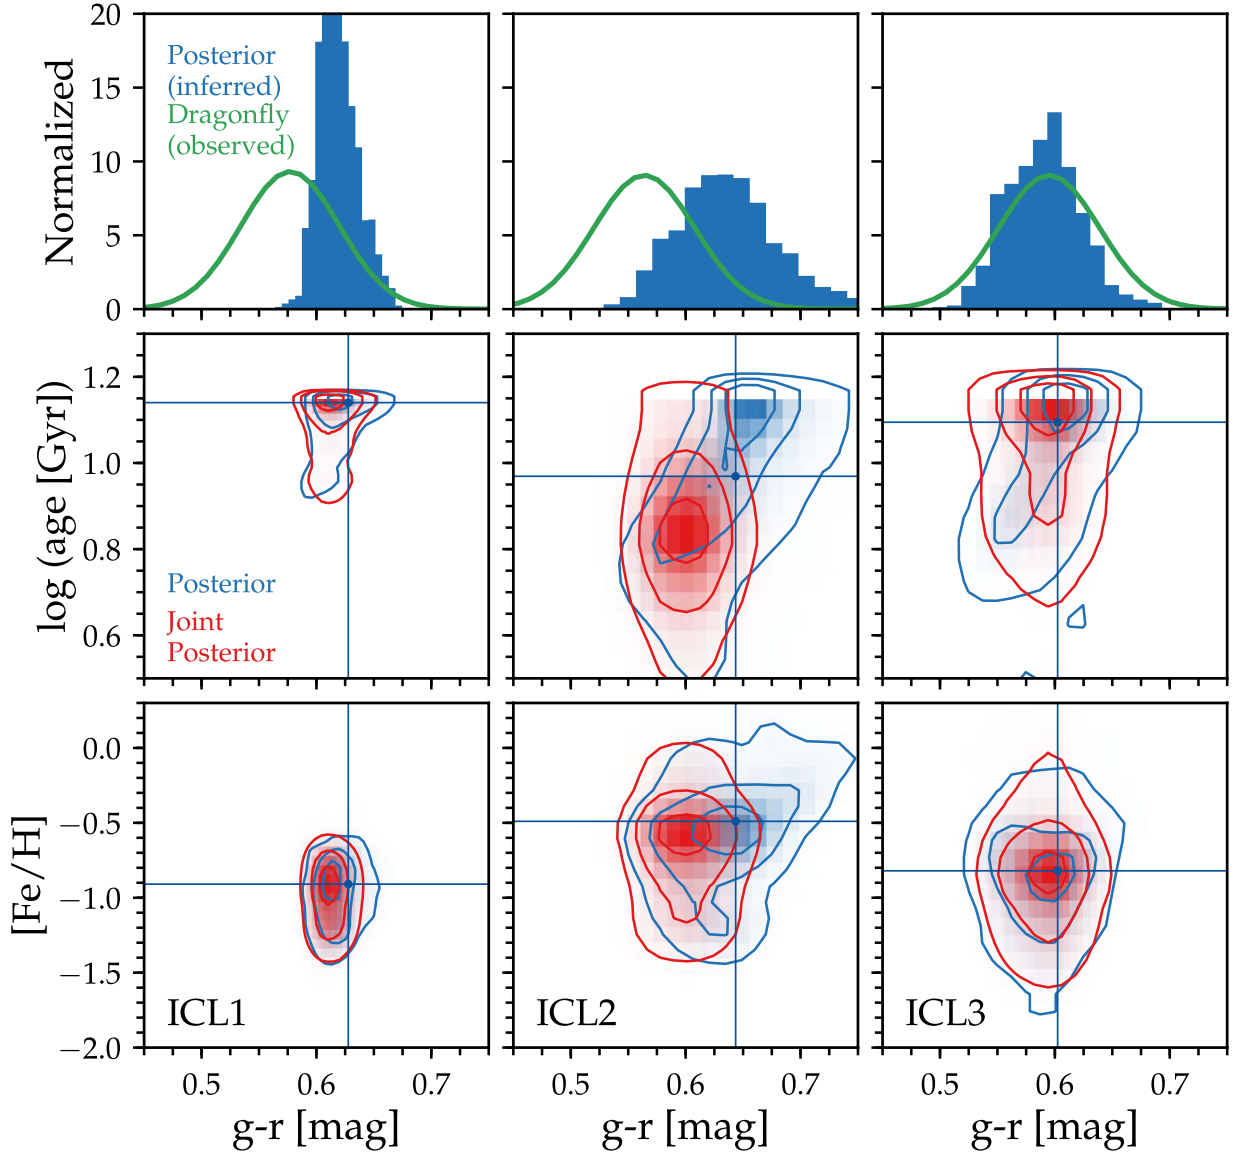 20
15
10
5
0
Normalized
Posterior
(inferred)
Dragonfly
(observed)
1.2
1.0
0.8
0.6
log (age [Gyr])
Posterior
Joint
Posterior
0.0
−0.5
−1.0
−1.5
−2.0
[Fe/H]
ICL1
ICL2
ICL3
0.5 0.6 0.7 0.5 0.6 0.7 0.5 0.6 0.7
g-r [mag] g-r [mag] g-r [mag]